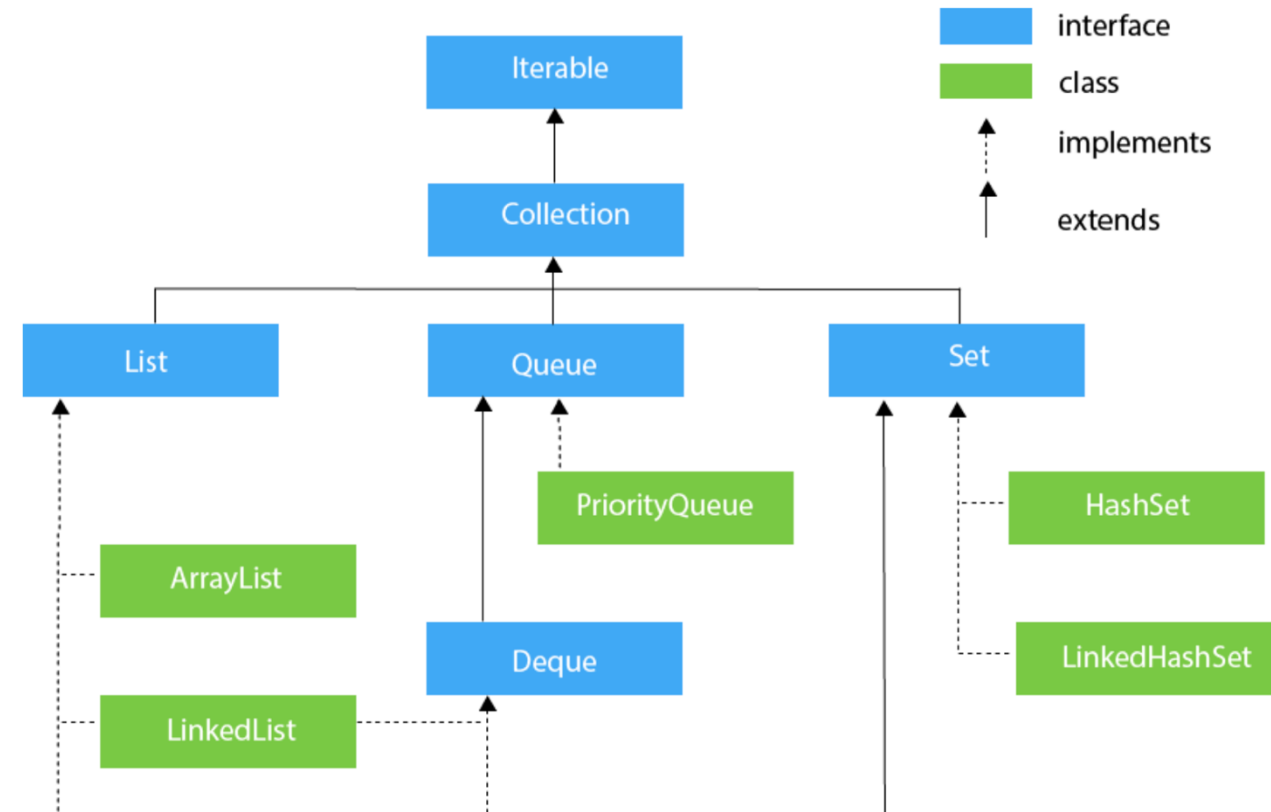 interface
Iterable
class
implements
Collection
extends
List
Queue
Set
PriorityQueue
HashSet
ArrayList
Deque
LinkedHashSet
LinkedList